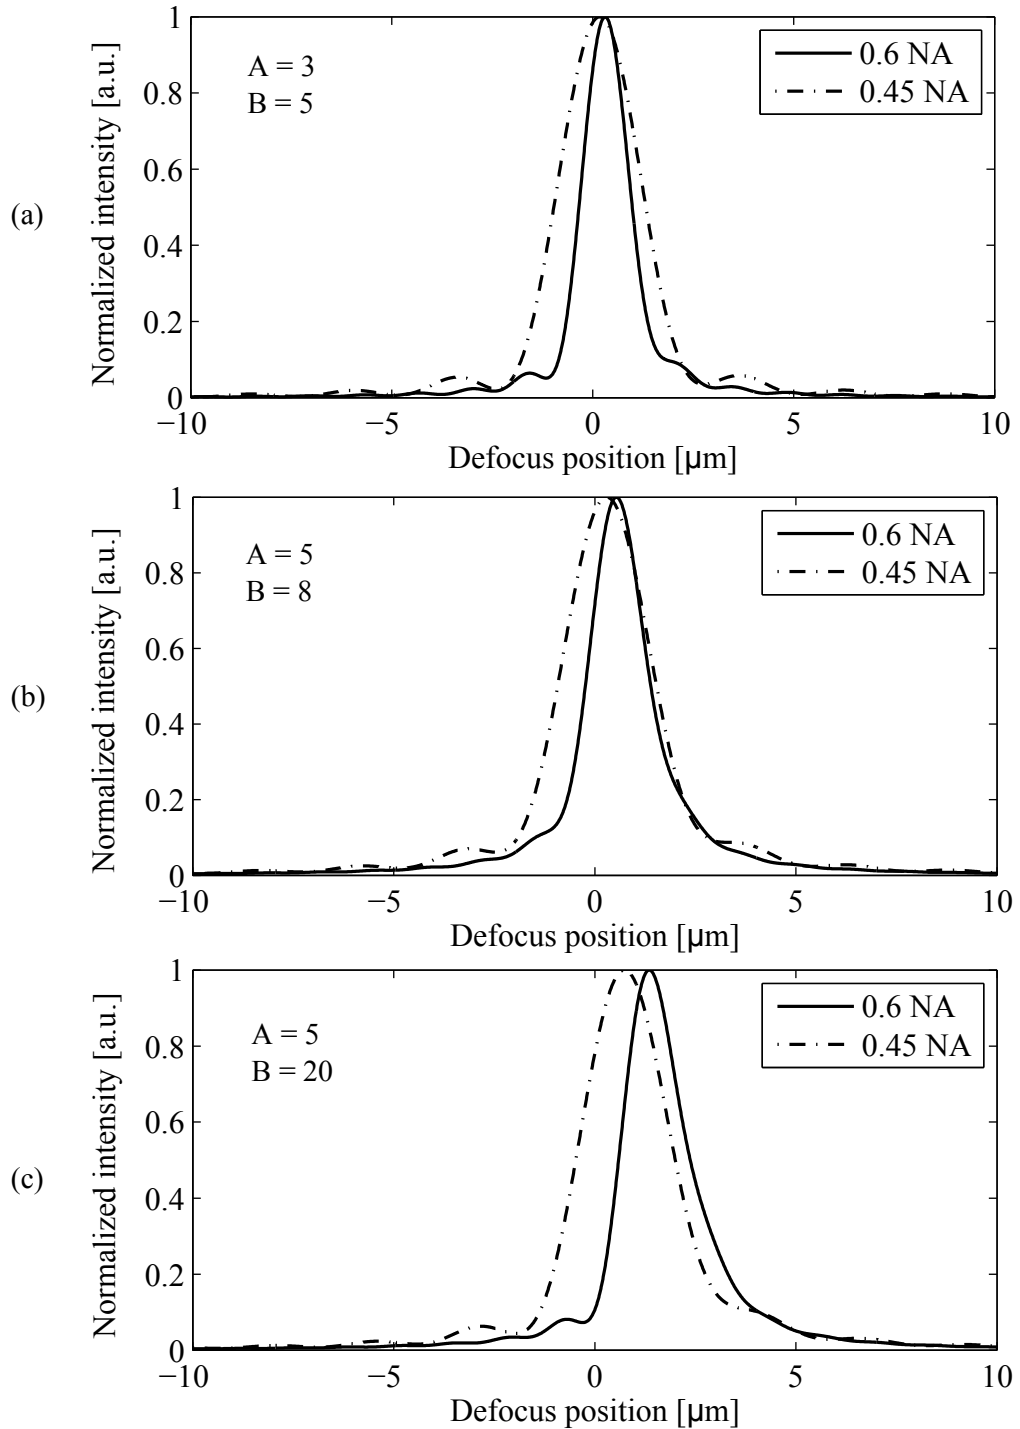 (a)
Normalized intensity [a.u.]
1
0.8
0.6
0.4
0.2
0
A = 3
B = 5
0.6 NA
0.45 NA
−10
−5
0
5
10
Defocus position [μm]
(b)
Normalized intensity [a.u.]
1
0.8
0.6
0.4
0.2
0
A = 5
B = 8
0.6 NA
0.45 NA
−10
−5
0
5
10
Defocus position [μm]
(c)
Normalized intensity [a.u.]
1
0.8
0.6
0.4
0.2
0
A = 5
B = 20
0.6 NA
0.45 NA
−10
−5
0
5
10
Defocus position [μm]